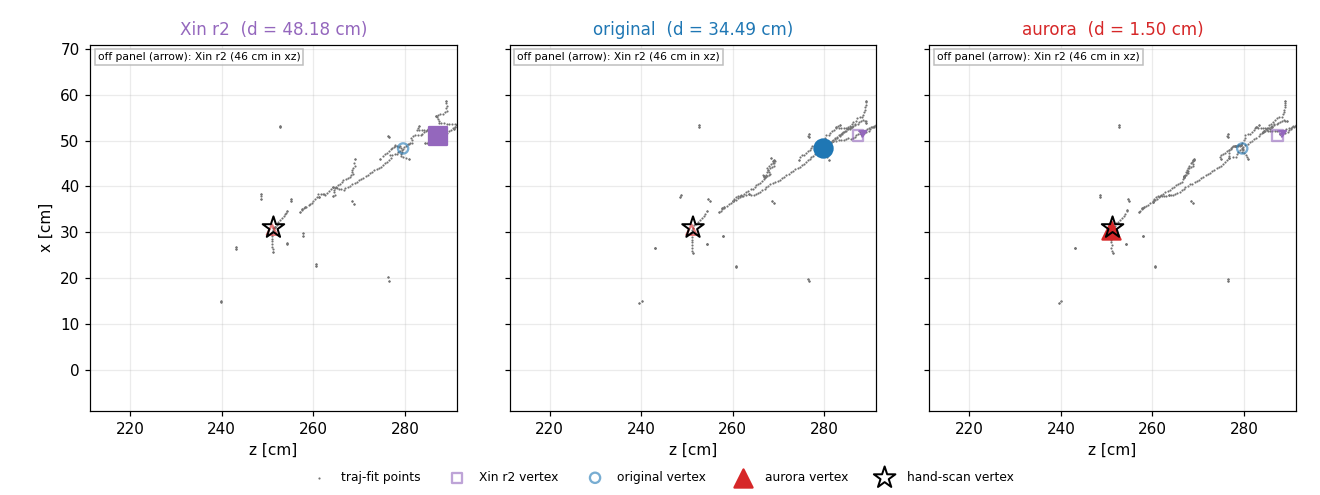 Xin r2  (d = 48.18 cm)
original  (d = 34.49 cm)
aurora  (d = 1.50 cm)
off panel (arrow): Xin r2 (46 cm in xz)
off panel (arrow): Xin r2 (46 cm in xz)
off panel (arrow): Xin r2 (46 cm in xz)
70
60
50
40
30
20
10
0
x [cm]
220 240 260 280
220 240 260 280
220 240 260 280
z [cm]
z [cm]
z [cm]
traj-fit points
Xin r2 vertex
original vertex
aurora vertex
hand-scan vertex